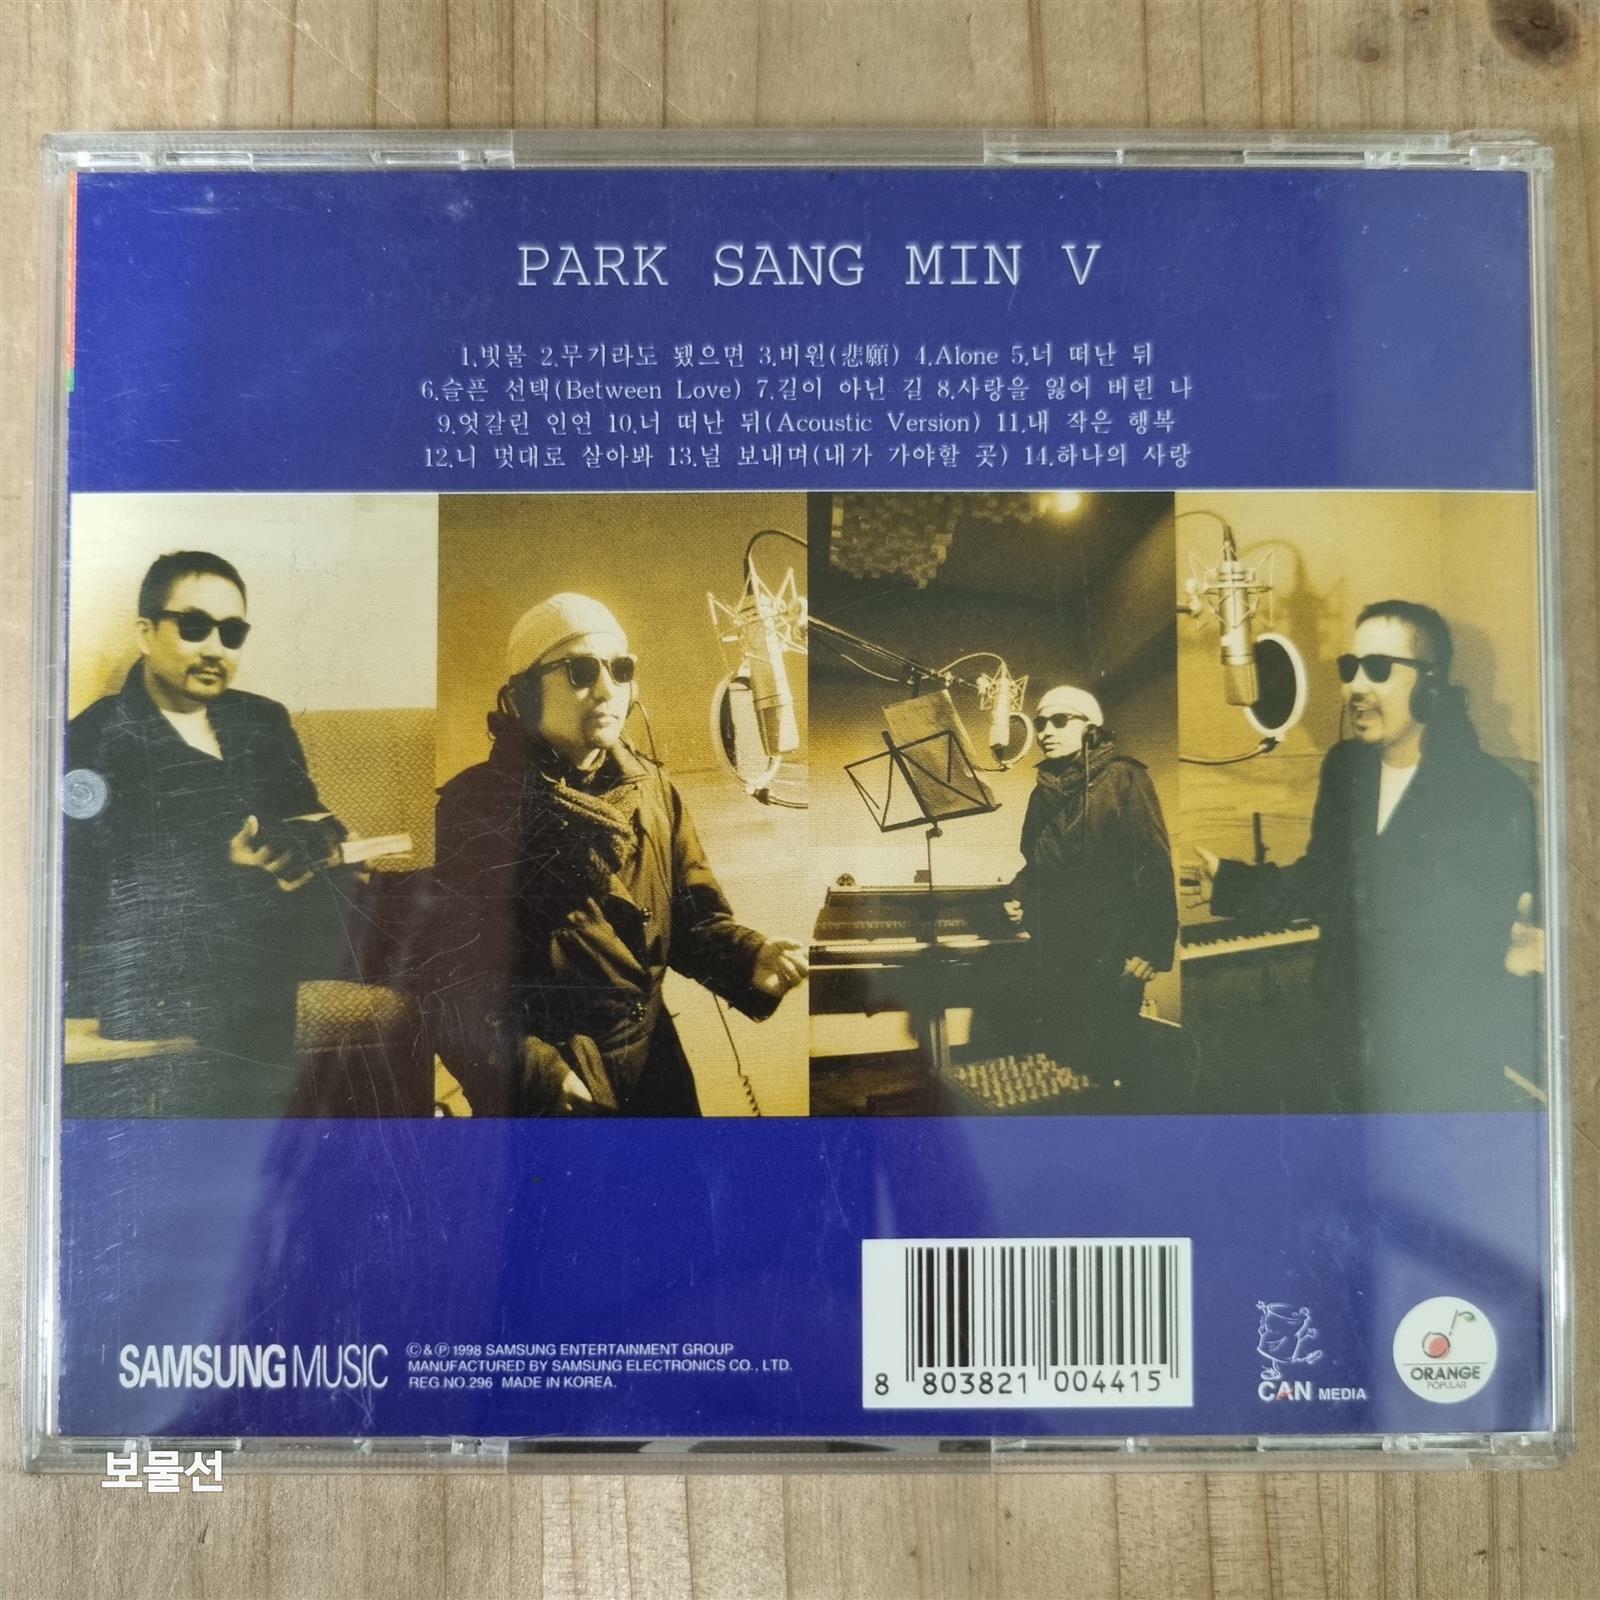 PARK SANG MIN V
1.빗물 2.무기라도 됐으면 3.비원(悲願) 4.Alone 5.너 떠난 뒤
6.슬픈 선택(Between Love) 7.길이 아닌 길 8.사랑을 잃어 버린 나
9.엇갈린 인연 10.너 떠난 뒤(Acoustic Version) 11.내 작은 행복
12.니 멋대로 살아봐 13.널 보내며(내가 가야할 곳) 14.하나의 사랑
SAMSUNG MUSIC
©&℗ 1998 SAMSUNG ENTERTAINMENT GROUP
MANUFACTURED BY SAMSUNG ELECTRONICS CO., LTD.
REG.NO.296 MADE IN KOREA.
8 803821 004415
CAN MEDIA
ORANGE
POPULAR
보물선